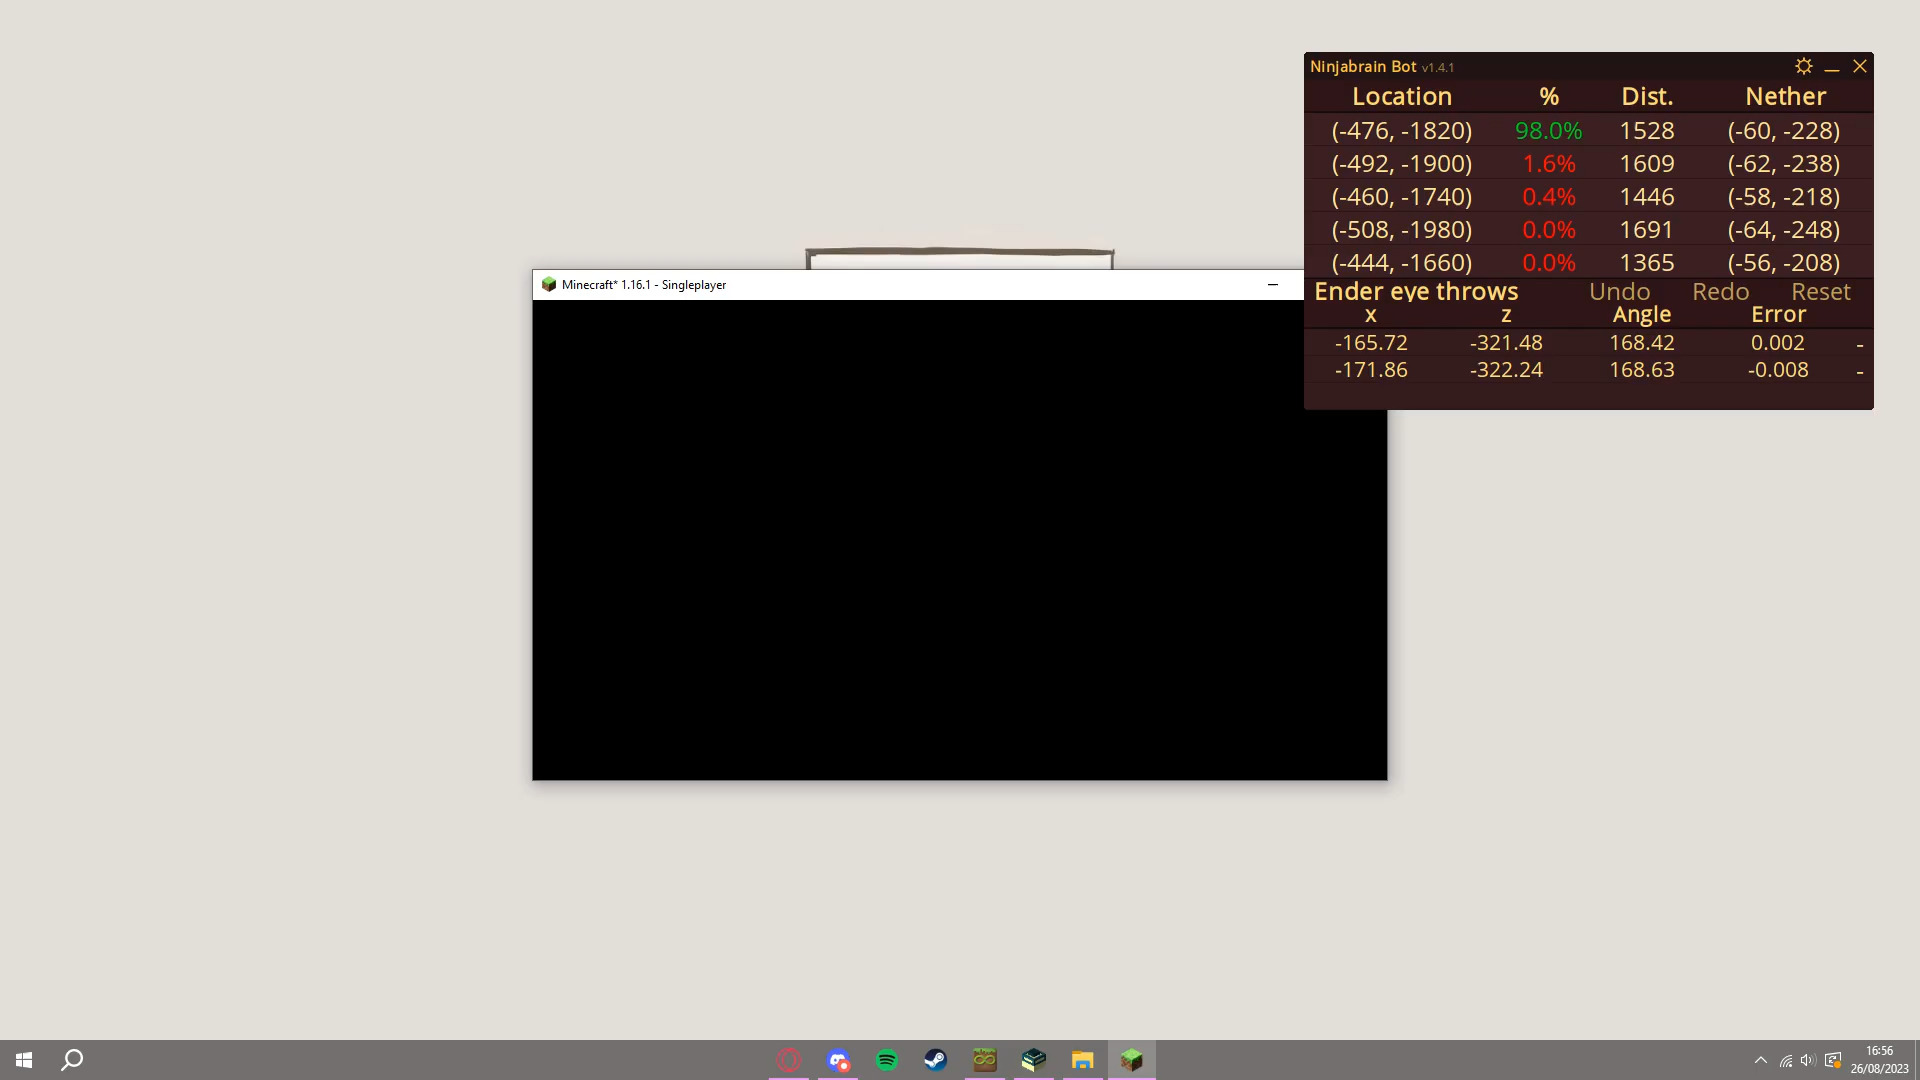 Ninjabrain Bot v1.4.1
Location % Dist. Nether
(-476, -1820) 98.0% 1528 (-60, -228)
(-492, -1900) 1.6% 1609 (-62, -238)
(-460, -1740) 0.4% 1446 (-58, -218)
(-508, -1980) 0.0% 1691 (-64, -248)
(-444, -1660) 0.0% 1365 (-56, -208)
Minecraft* 1.16.1 - Singleplayer
Ender eye throws Undo Redo Reset
x z Angle Error
-165.72 -321.48 168.42 0.002 -
-171.86 -322.24 168.63 -0.008 -
16:56
26/08/2023